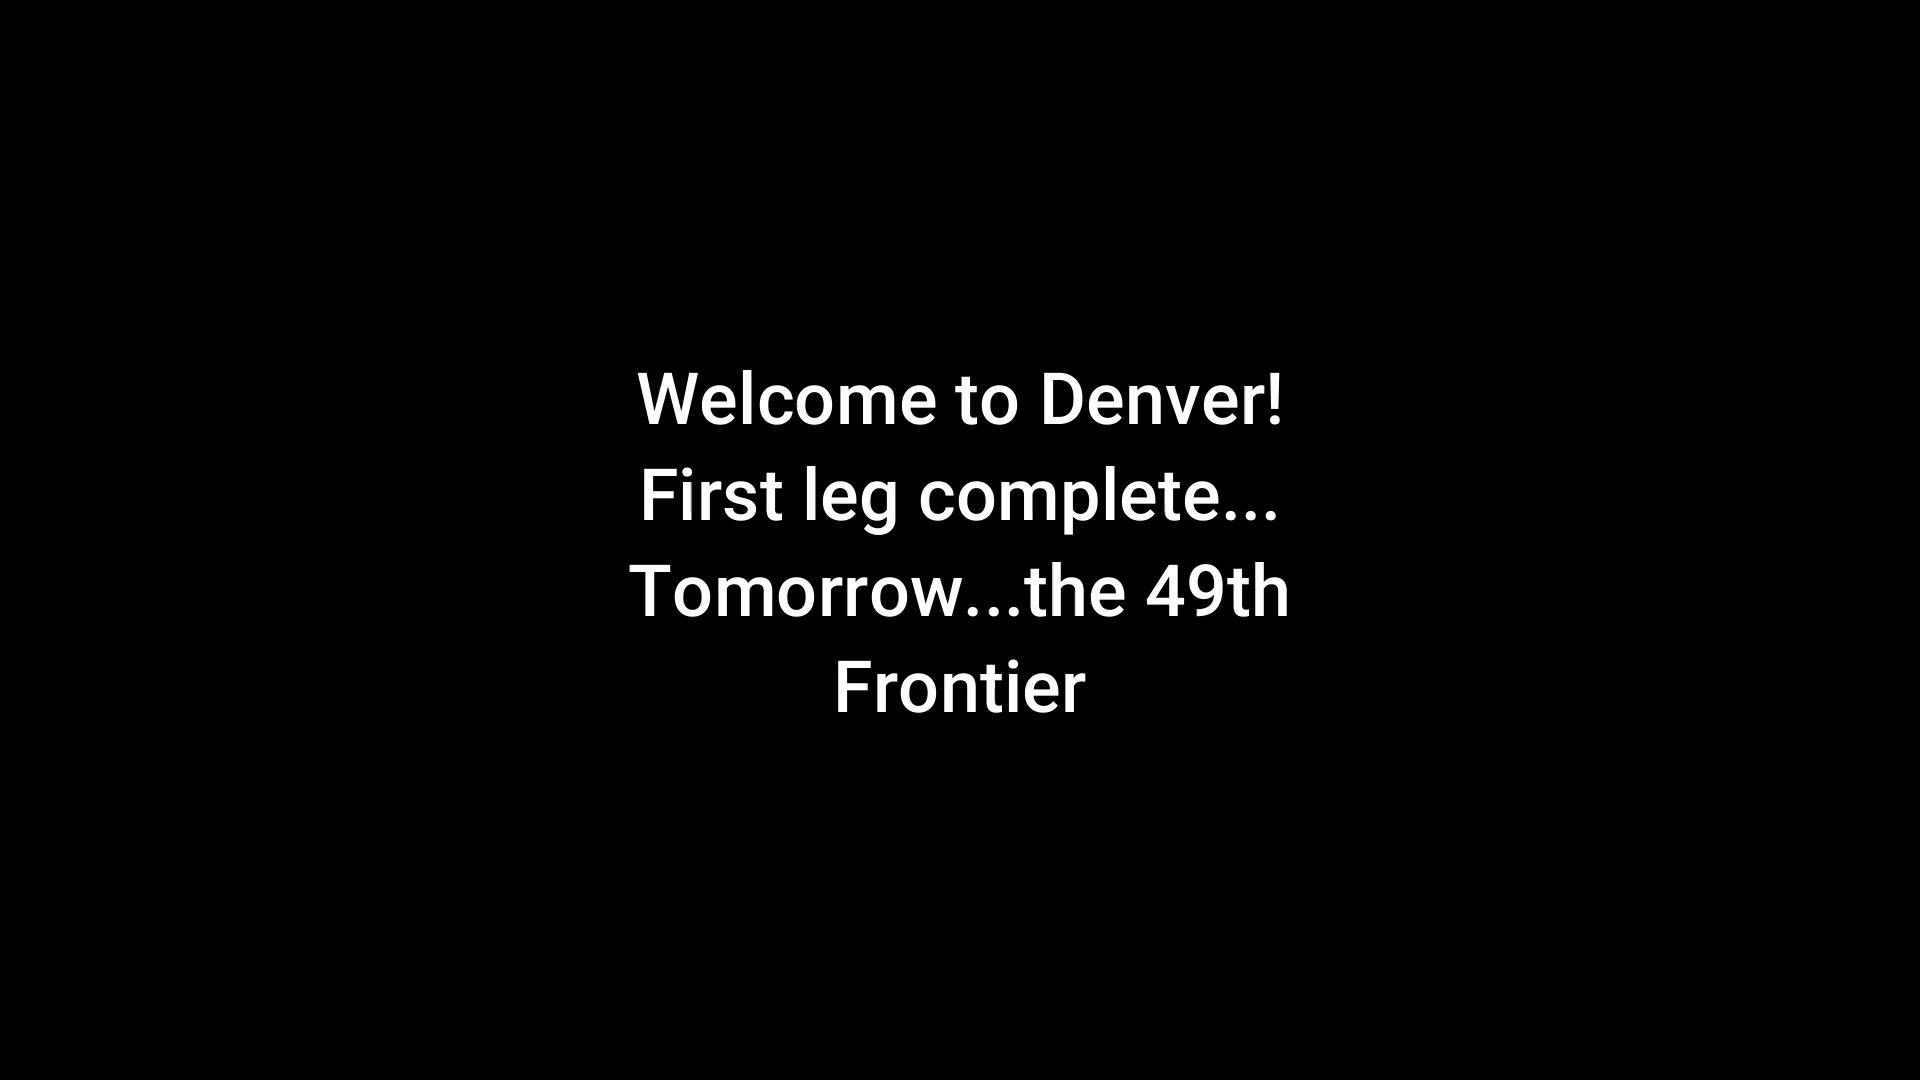 Welcome to Denver!
First leg complete...
Tomorrow...the 49th
Frontier